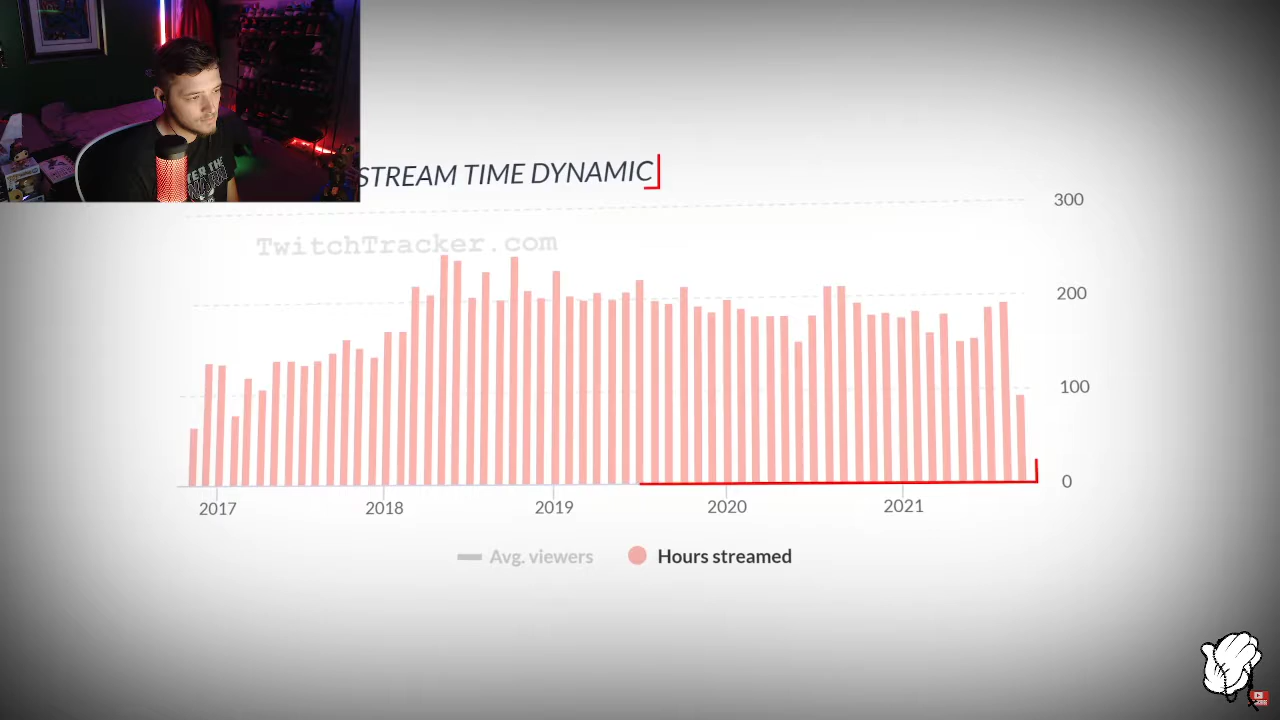 STREAM TIME DYNAMIC
300
TwitchTracker.com
200
100
0
2017 2018 2019 2020 2021
Avg. viewers Hours streamed